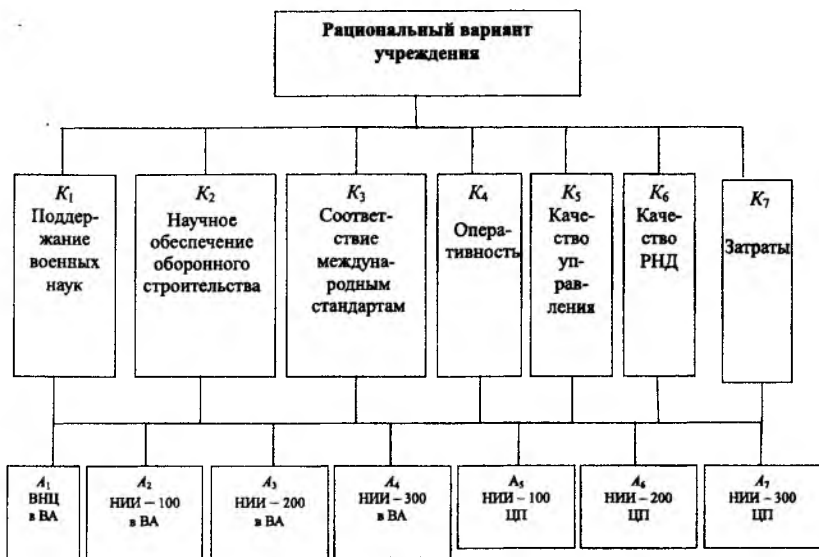 Рациональный вариант
учреждения
K1
Поддер-
жание
военных
наук
K2
Научное
обеспечение
оборонного
строительства
K3
Соответ-
ствие
междуна-
родным
стандартам
K4
Опера-
тивность
K5
Каче-
ство
уп-
рав-
ления
K6
Каче-
ство
РНД
K7
Затраты
A1
ВНЦ
в ВА
A2
НИИ – 100
в ВА
A3
НИИ – 200
в ВА
A4
НИИ – 300
в ВА
A5
НИИ – 100
ЦП
A6
НИИ – 200
ЦП
A7
НИИ – 300
ЦП